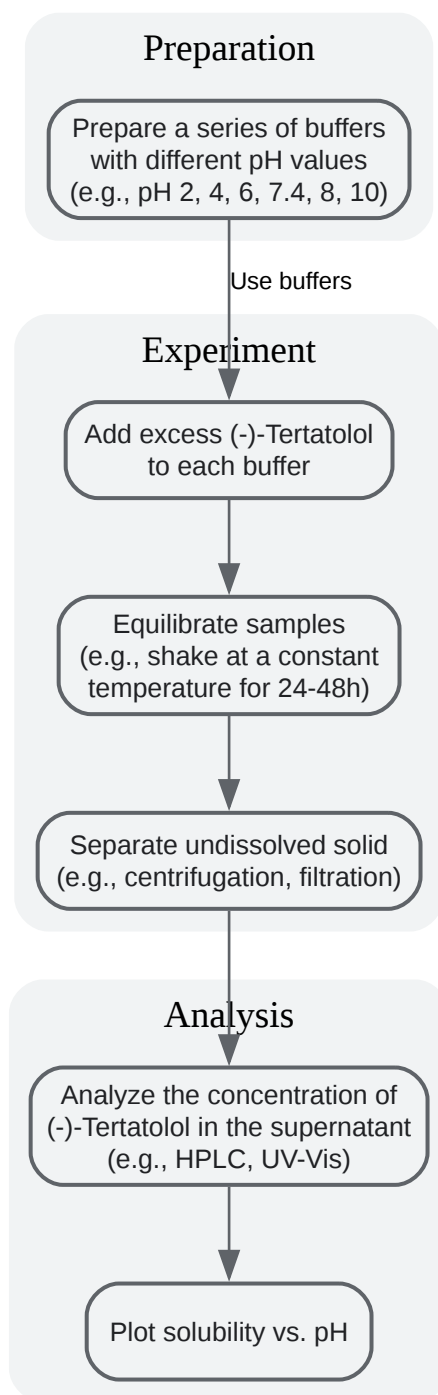 Preparation
Prepare a series of buffers
with different pH values
(e.g., pH 2, 4, 6, 7.4, 8, 10)
Use buffers
Experiment
Add excess (-)-Tertatolol
to each buffer
Equilibrate samples
(e.g., shake at a constant
temperature for 24-48h)
Separate undissolved solid
(e.g., centrifugation, filtration)
Analysis
Analyze the concentration of
(-)-Tertatolol in the supernatant
(e.g., HPLC, UV-Vis)
Plot solubility vs. pH